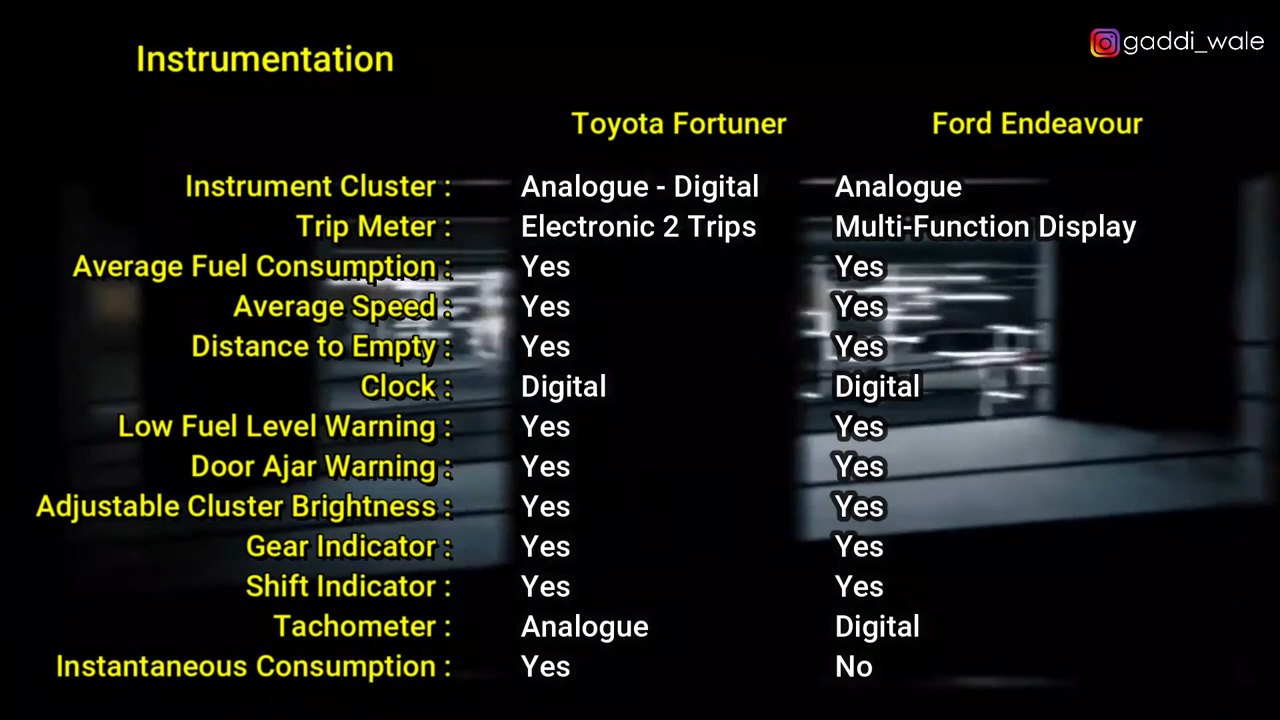 gaddi_wale
Instrumentation
Toyota Fortuner Ford Endeavour
Instrument Cluster : Analogue - Digital Analogue
Trip Meter : Electronic 2 Trips Multi-Function Display
Average Fuel Consumption : Yes Yes
Average Speed : Yes Yes
Distance to Empty : Yes Yes
Clock : Digital Digital
Low Fuel Level Warning : Yes Yes
Door Ajar Warning : Yes Yes
Adjustable Cluster Brightness : Yes Yes
Gear Indicator : Yes Yes
Shift Indicator : Yes Yes
Tachometer : Analogue Digital
Instantaneous Consumption : Yes No